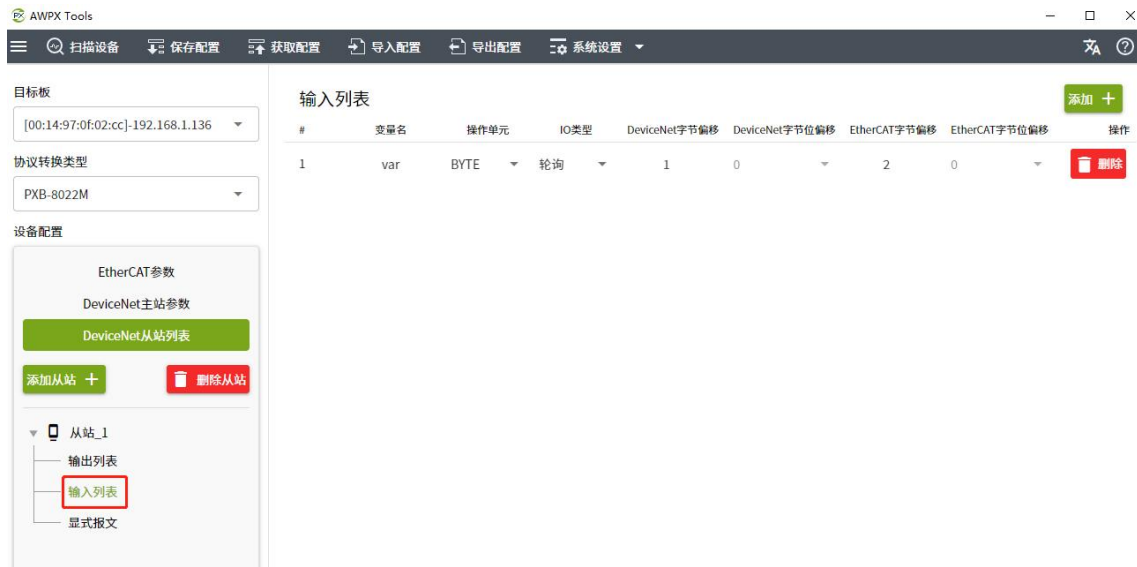 AWPX Tools
扫描设备 保存配置 获取配置 导入配置 导出配置 系统设置
目标板
[00:14:97:0f:02:cc]-192.168.1.136
协议转换类型
PXB-8022M
设备配置
EtherCAT参数
DeviceNet主站参数
DeviceNet从站列表
添加从站 + 删除从站
从站_1
输出列表
输入列表
显式报文
输入列表 添加 +
# 变量名 操作单元 IO类型 DeviceNet字节偏移 DeviceNet字节位偏移 EtherCAT字节偏移 EtherCAT字节位偏移 操作
1 var BYTE 轮询 1 0 2 0 删除